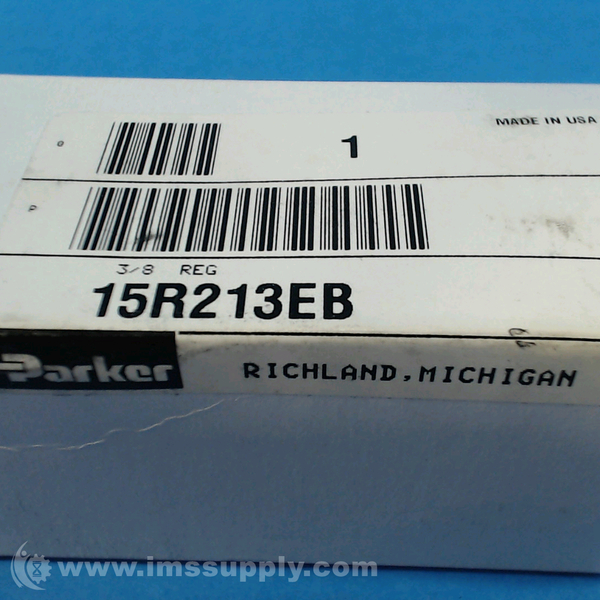 MADE IN USA
Q
1
P
3/8 REG
15R213EB
Parker
RICHLAND, MICHIGAN
www.imssupply.com